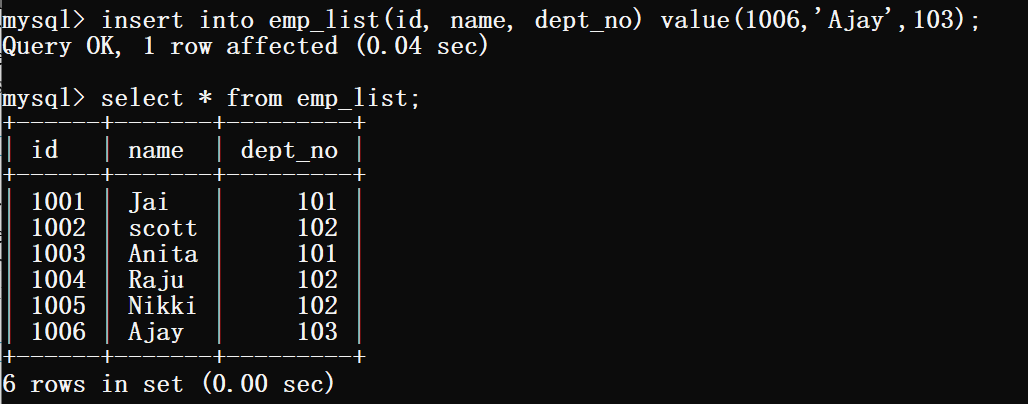 mysql> insert into emp_list(id, name, dept_no) value(1006,'Ajay',103);
Query OK, 1 row affected (0.04 sec)
mysql> select * from emp_list;
+------+-------+---------+
| id   | name  | dept_no |
+------+-------+---------+
| 1001 | Jai   |     101 |
| 1002 | scott |     102 |
| 1003 | Anita |     101 |
| 1004 | Raju  |     102 |
| 1005 | Nikki |     102 |
| 1006 | Ajay  |     103 |
+------+-------+---------+
6 rows in set (0.00 sec)